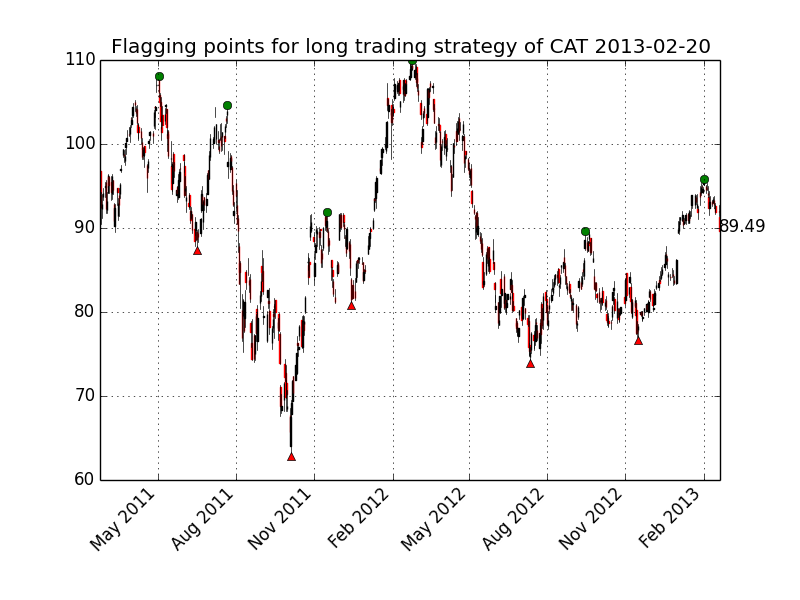 Flagging points for long trading strategy of CAT 2013-02-20
110
100
90
80
70
60
89.49
May 2011
Aug 2011
Nov 2011
Feb 2012
May 2012
Aug 2012
Nov 2012
Feb 2013